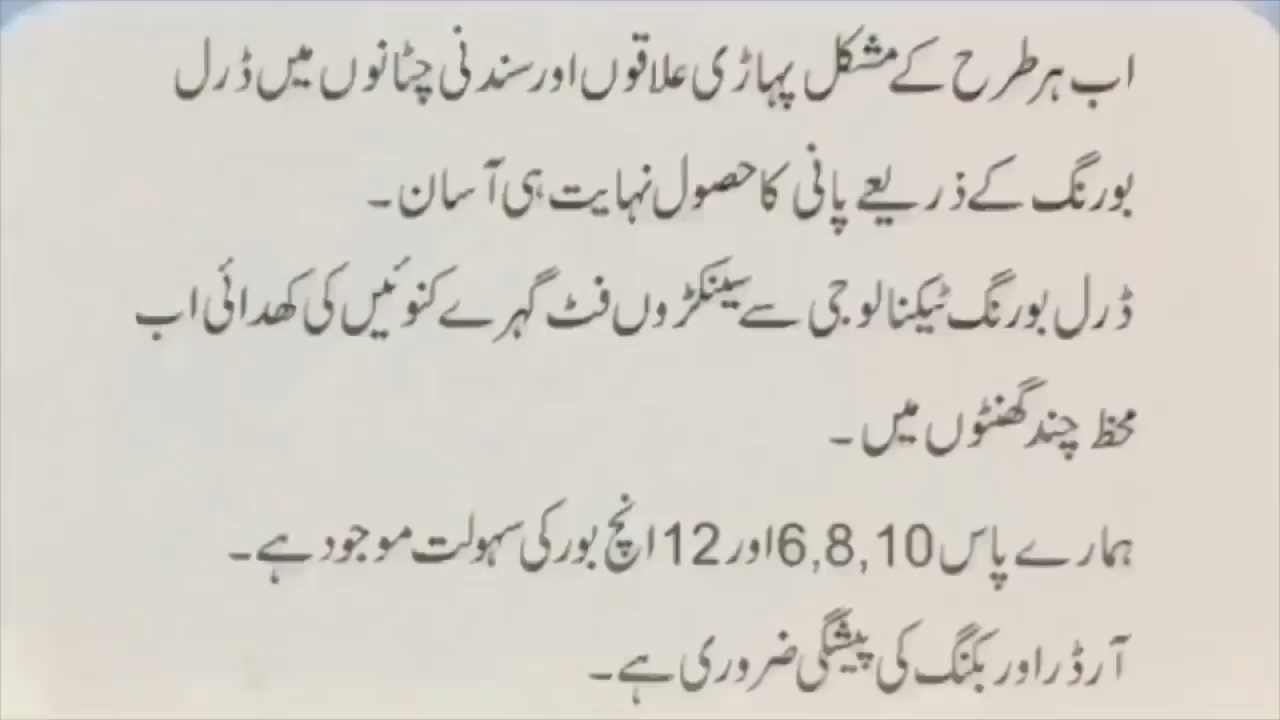 اب ہر طرح کے مشکل پہاڑی علاقوں اور سندنی چٹانوں میں ڈرل
بورنگ کے ذریعے پانی کا حصول نہایت ہی آسان۔
ڈرل بورنگ ٹیکنالوجی سے سینکڑوں فٹ گہرے کنوئیں کی کھدائی اب
محظ چند گھنٹوں میں۔
ہمارے پاس 6,8,10 اور 12 انچ بور کی سہولت موجود ہے۔
آرڈر اور بکنگ کی پیشگی ضروری ہے۔